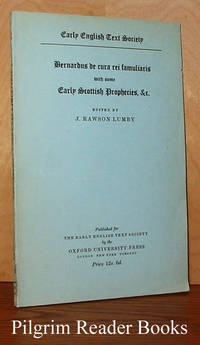 Early English Text Society
Bernardus de cura rei famuliaris
with some
Early Scottish Prophecies, &c.
EDITED BY
J. RAWSON LUMBY
Published for
THE EARLY ENGLISH TEXT SOCIETY
by the
OXFORD UNIVERSITY PRESS
LONDON NEW YORK TORONTO
Price 12s. 6d.
Pilgrim Reader Books